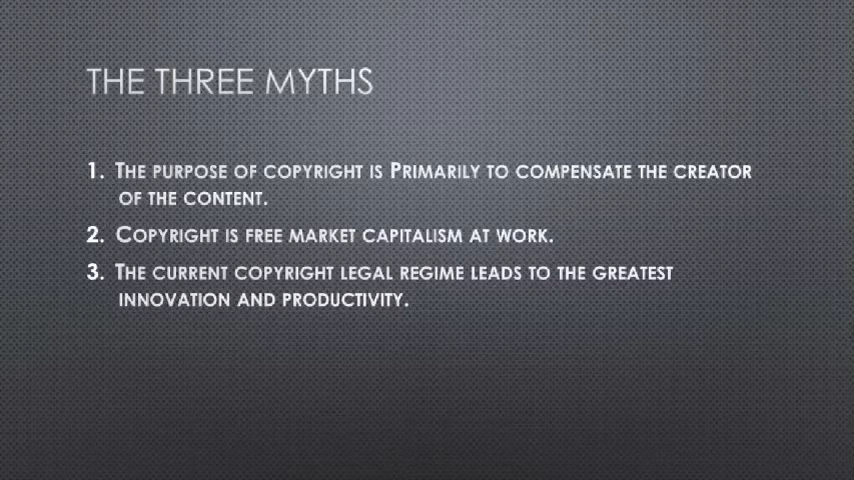 THE THREE MYTHS
1. THE PURPOSE OF COPYRIGHT IS PRIMARILY TO COMPENSATE THE CREATOR
OF THE CONTENT.
2. COPYRIGHT IS FREE MARKET CAPITALISM AT WORK.
3. THE CURRENT COPYRIGHT LEGAL REGIME LEADS TO THE GREATEST
INNOVATION AND PRODUCTIVITY.